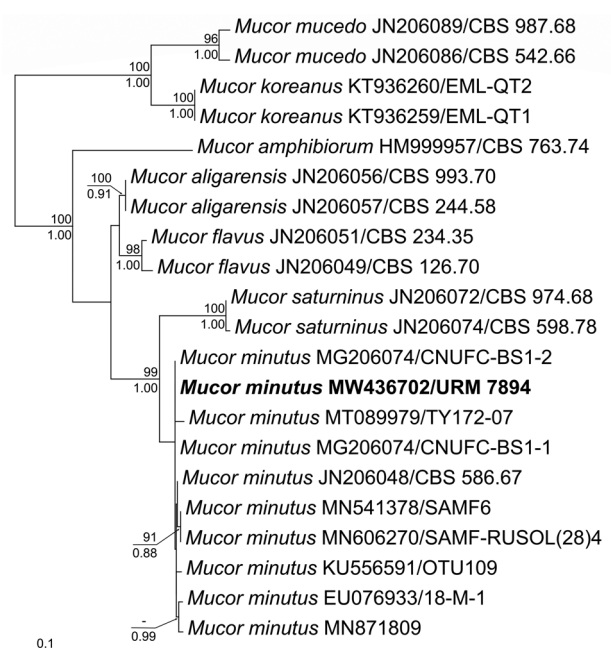 Mucor mucedo JN206089/CBS 987.68
96
1.00
Mucor mucedo JN206086/CBS 542.66
100
1.00
Mucor koreanus KT936260/EML-QT2
100
1.00
Mucor koreanus KT936259/EML-QT1
Mucor amphibiorum HM999957/CBS 763.74
100
0.91
Mucor aligarensis JN206056/CBS 993.70
Mucor aligarensis JN206057/CBS 244.58
100
1.00
Mucor flavus JN206051/CBS 234.35
98
1.00
Mucor flavus JN206049/CBS 126.70
Mucor saturninus JN206072/CBS 974.68
100
1.00
Mucor saturninus JN206074/CBS 598.78
Mucor minutus MG206074/CNUFC-BS1-2
99
1.00
Mucor minutus MW436702/URM 7894
Mucor minutus MT089979/TY172-07
Mucor minutus MG206074/CNUFC-BS1-1
Mucor minutus JN206048/CBS 586.67
Mucor minutus MN541378/SAMF6
91
0.88
Mucor minutus MN606270/SAMF-RUSOL(28)4
Mucor minutus KU556591/OTU109
Mucor minutus EU076933/18-M-1
-
0.99
Mucor minutus MN871809
0.1